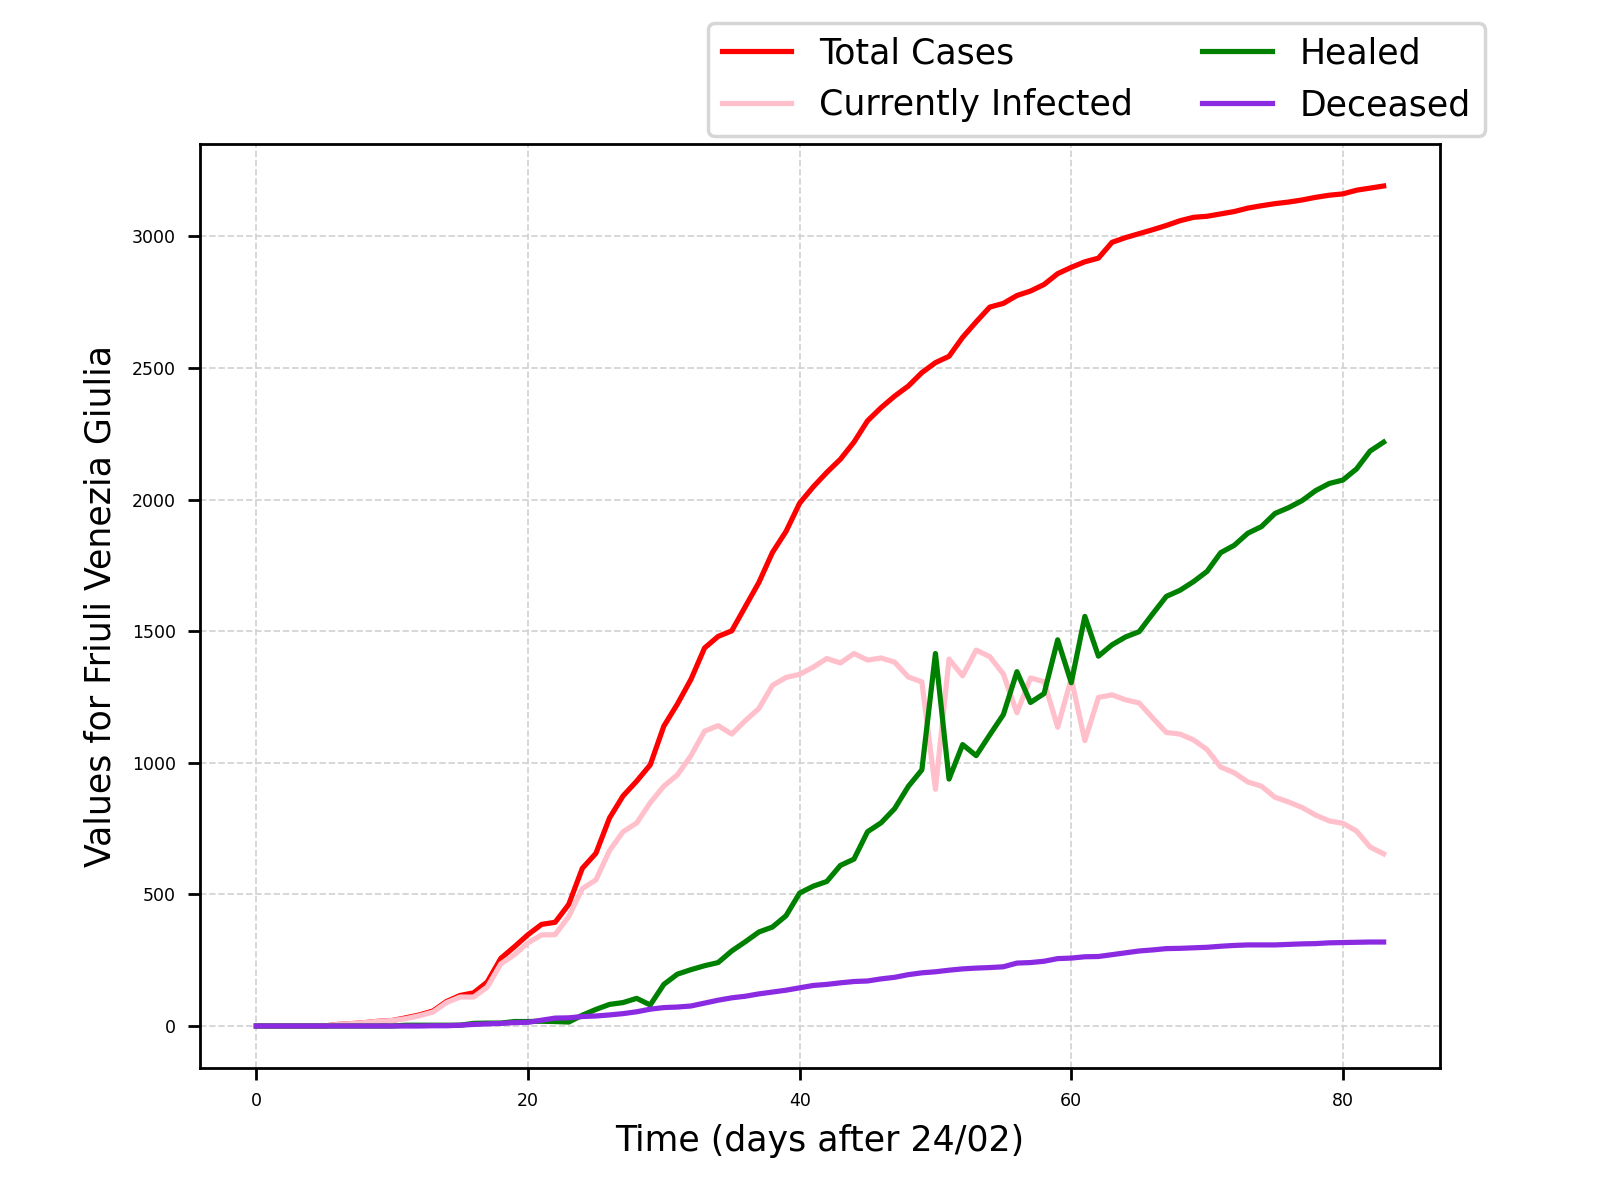 Total Cases
Currently Infected
Healed
Deceased
Values for Friuli Venezia Giulia
3000
2500
2000
1500
1000
500
0
0 20 40 60 80
Time (days after 24/02)